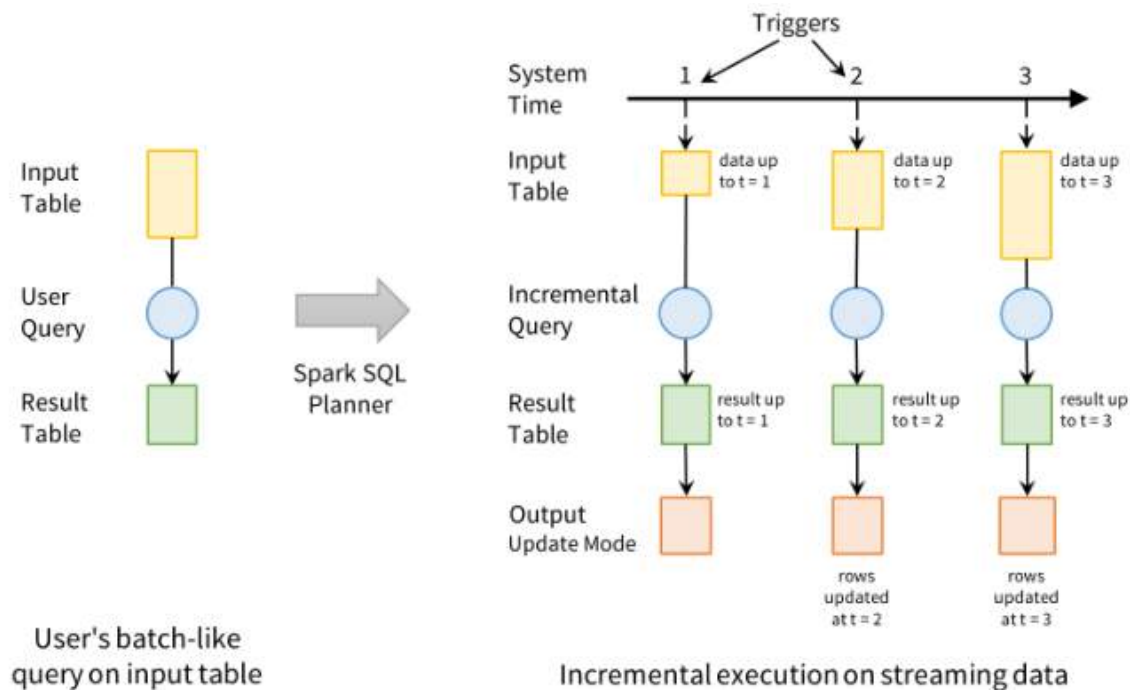 Triggers
System
Time
1
2
3
Input
Table
Input
Table
data up
to t = 1
data up
to t = 2
data up
to t = 3
User
Query
Incremental
Query
Spark SQL
Planner
Result
Table
Result
Table
result up
to t = 1
result up
to t = 2
result up
to t = 3
Output
Update Mode
rows
updated
at t = 2
rows
updated
at t = 3
User's batch-like
query on input table
Incremental execution on streaming data